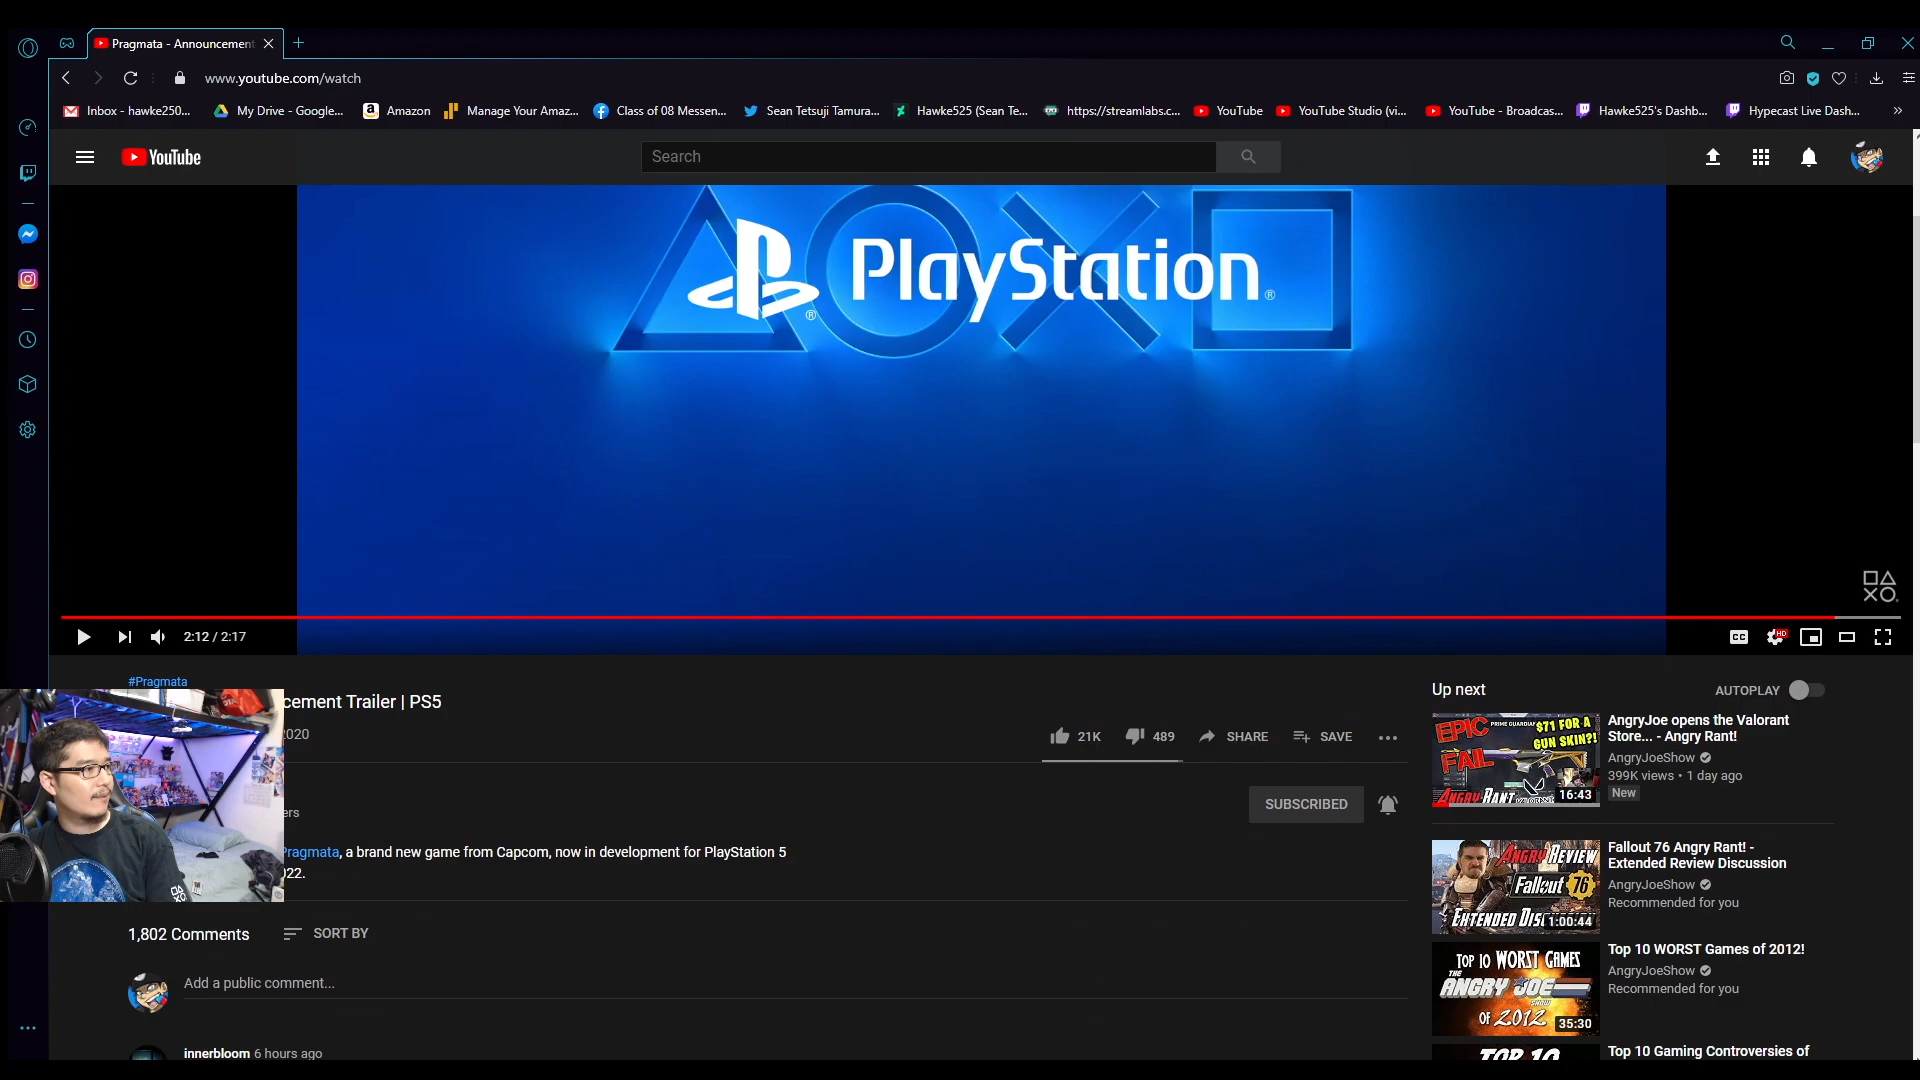 Pragmata - Announcement
www.youtube.com/watch
Inbox - hawke250...
My Drive - Google...
Amazon
Manage Your Amaz...
Class of 08 Messen...
Sean Tetsuji Tamura...
Hawke525 (Sean Te...
https://streamlabs.c...
YouTube
YouTube Studio (vi...
YouTube - Broadcas...
Hawke525's Dashb...
Hypecast Live Dash...
YouTube
Search
PlayStation®
2:12 / 2:17
CC
HD
#Pragmata
cement Trailer | PS5
2020
21K
489
SHARE
SAVE
ers
SUBSCRIBED
Pragmata, a brand new game from Capcom, now in development for PlayStation 5
022.
1,802 Comments
SORT BY
Add a public comment...
innerbloom 6 hours ago
Up next
AUTOPLAY
EPIC FAIL
PRIME GUARDIAN
$71 FOR A
GUN SKIN?!
ANGRY RANT
16:43
AngryJoe opens the Valorant
Store... - Angry Rant!
AngryJoeShow
399K views • 1 day ago
New
ANGRY REVIEW
Fallout 76
EXTENDED DIS
1:00:44
Fallout 76 Angry Rant! -
Extended Review Discussion
AngryJoeShow
Recommended for you
TOP 10 WORST GAMES
THE
ANGRY JOE
SHOW
OF 2012
35:30
Top 10 WORST Games of 2012!
AngryJoeShow
Recommended for you
TOP 10
Top 10 Gaming Controversies of